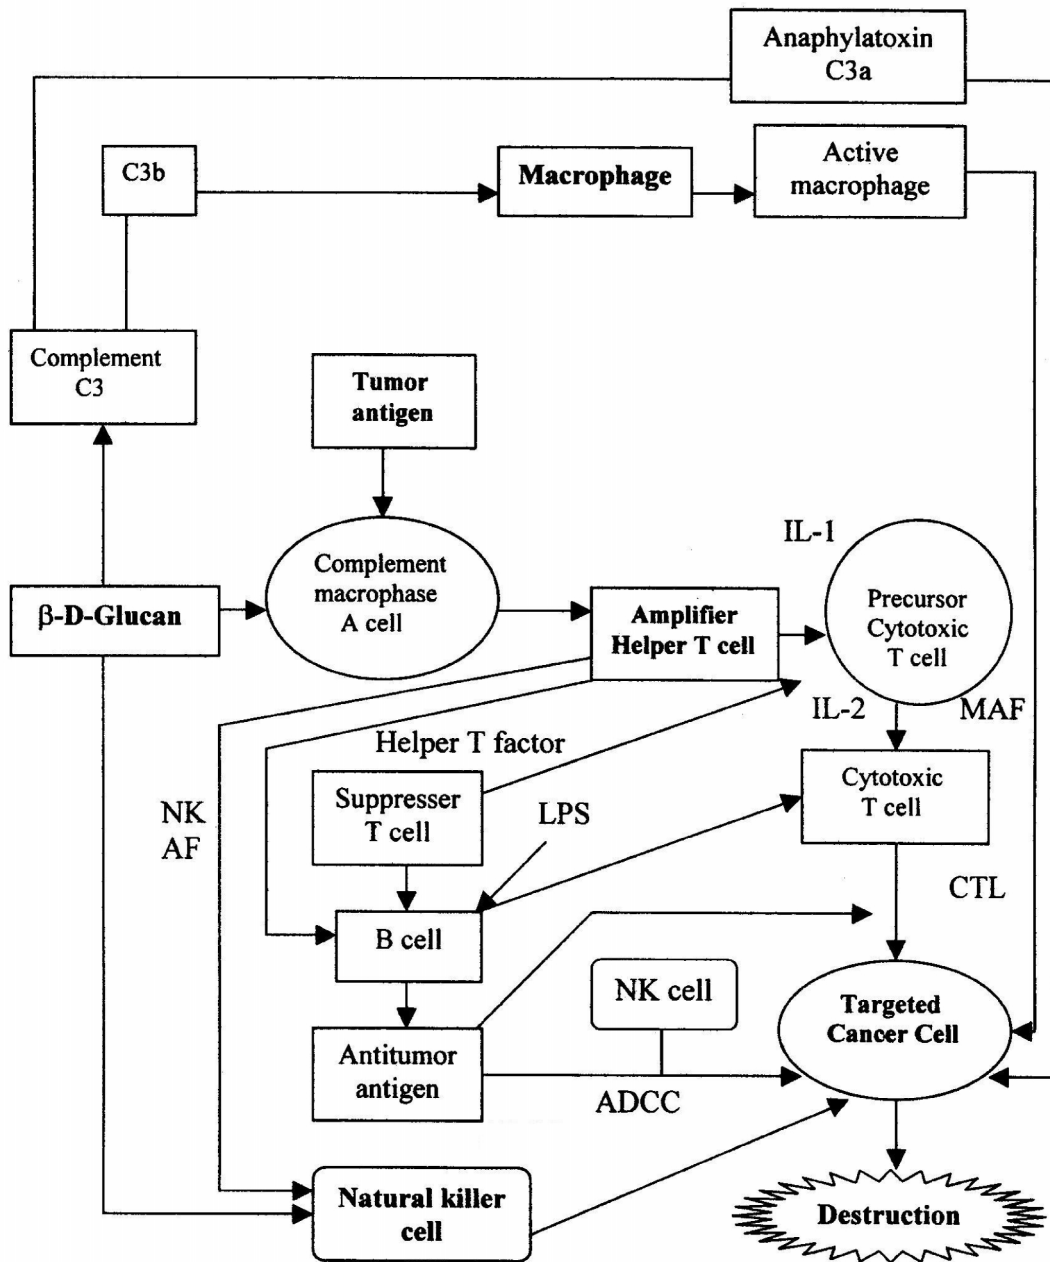 Anaphylatoxin
C3a
C3b
Macrophage
Active
macrophage
Complement
C3
Tumor
antigen
IL-1
Complement
macrophase
A cell
β-D-Glucan
Amplifier
Helper T cell
Precursor
Cytotoxic
T cell
IL-2
MAF
Helper T factor
Suppresser
T cell
LPS
Cytotoxic
T cell
NK
AF
CTL
B cell
NK cell
Targeted
Cancer Cell
Antitumor
antigen
ADCC
Natural killer
cell
Destruction